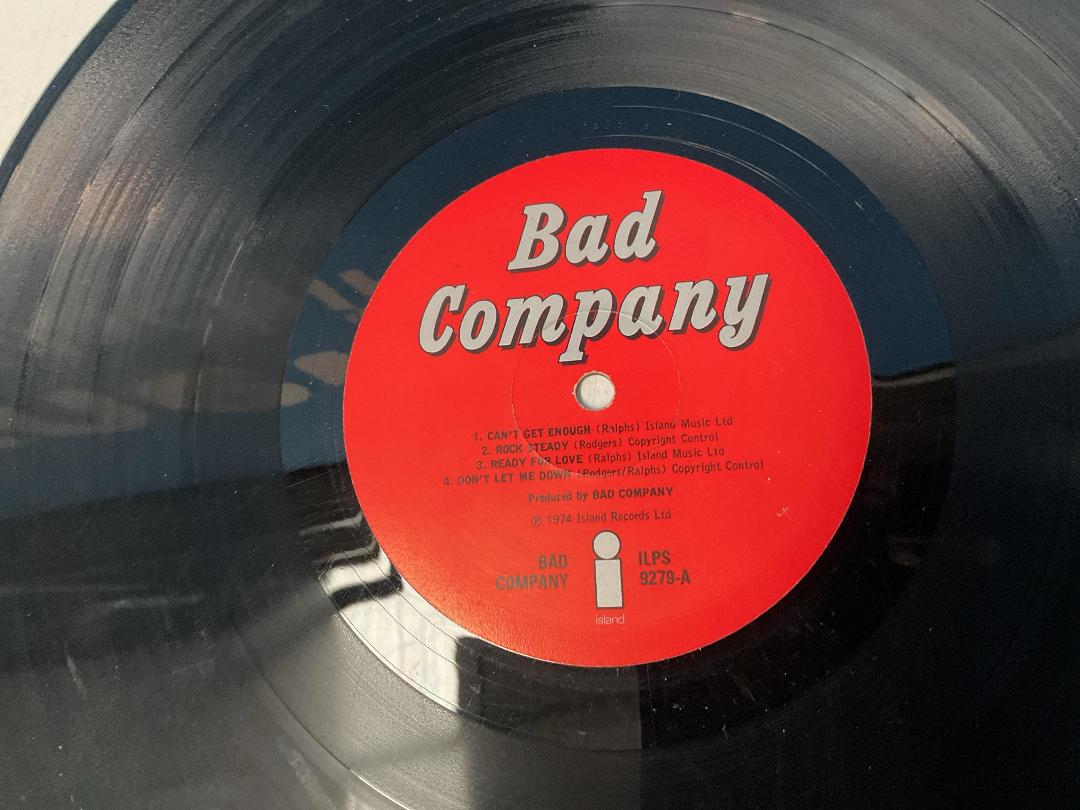 Bad
Company
1. CAN'T GET ENOUGH (Ralphs) Island Music Ltd
2. ROCK STEADY (Rodgers) Copyright Control
3. READY FOR LOVE (Ralphs) Island Music Ltd
4. DON'T LET ME DOWN (Rodgers/Ralphs) Copyright Control
Produced by BAD COMPANY
℗ 1974 Island Records Ltd
BAD
COMPANY
ILPS
9279-A
island